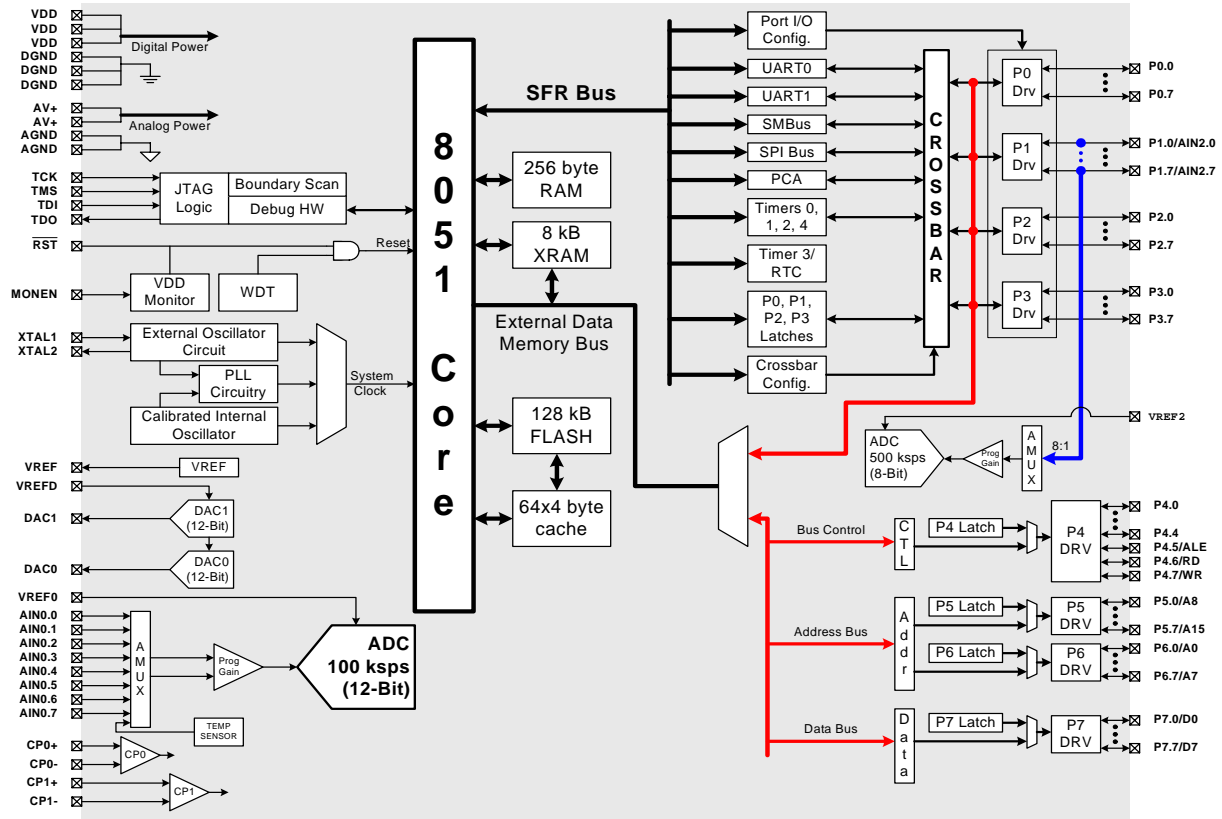 VDD
VDD
VDD
DGND
DGND
DGND
Digital Power
AV+
AV+
AGND
AGND
Analog Power
TCK
TMS
TDI
TDO
JTAG
Logic
Boundary Scan
Debug HW
RST
Reset
MONEN
VDD
Monitor
WDT
XTAL1
XTAL2
External Oscillator
Circuit
PLL
Circuitry
Calibrated Internal
Oscillator
System
Clock
VREF
VREF
VREFD
DAC1
DAC1
(12-Bit)
DAC0
DAC0
(12-Bit)
VREF0
AIN0.0
AIN0.1
AIN0.2
AIN0.3
AIN0.4
AIN0.5
AIN0.6
AIN0.7
AMUX
Prog
Gain
ADC
100 ksps
(12-Bit)
TEMP
SENSOR
CP0+
CP0-
CP0
CP1+
CP1-
CP1
8051 Core
SFR Bus
256 byte
RAM
8 kB
XRAM
External Data
Memory Bus
128 kB
FLASH
64x4 byte
cache
Port I/O
Config.
UART0
UART1
SMBus
SPI Bus
PCA
Timers 0,
1, 2, 4
Timer 3/
RTC
P0, P1,
P2, P3
Latches
Crossbar
Config.
CROSSBAR
P0
Drv
P1
Drv
P2
Drv
P3
Drv
P0.0
P0.7
P1.0/AIN2.0
P1.7/AIN2.7
P2.0
P2.7
P3.0
P3.7
VREF2
ADC
500 ksps
(8-Bit)
Prog
Gain
AMUX
8:1
Bus Control
CTL
P4 Latch
P4
DRV
P4.0
P4.4
P4.5/ALE
P4.6/RD
P4.7/WR
Address Bus
Addr
P5 Latch
P5
DRV
P5.0/A8
P5.7/A15
P6 Latch
P6
DRV
P6.0/A0
P6.7/A7
Data Bus
Data
P7 Latch
P7
DRV
P7.0/D0
P7.7/D7